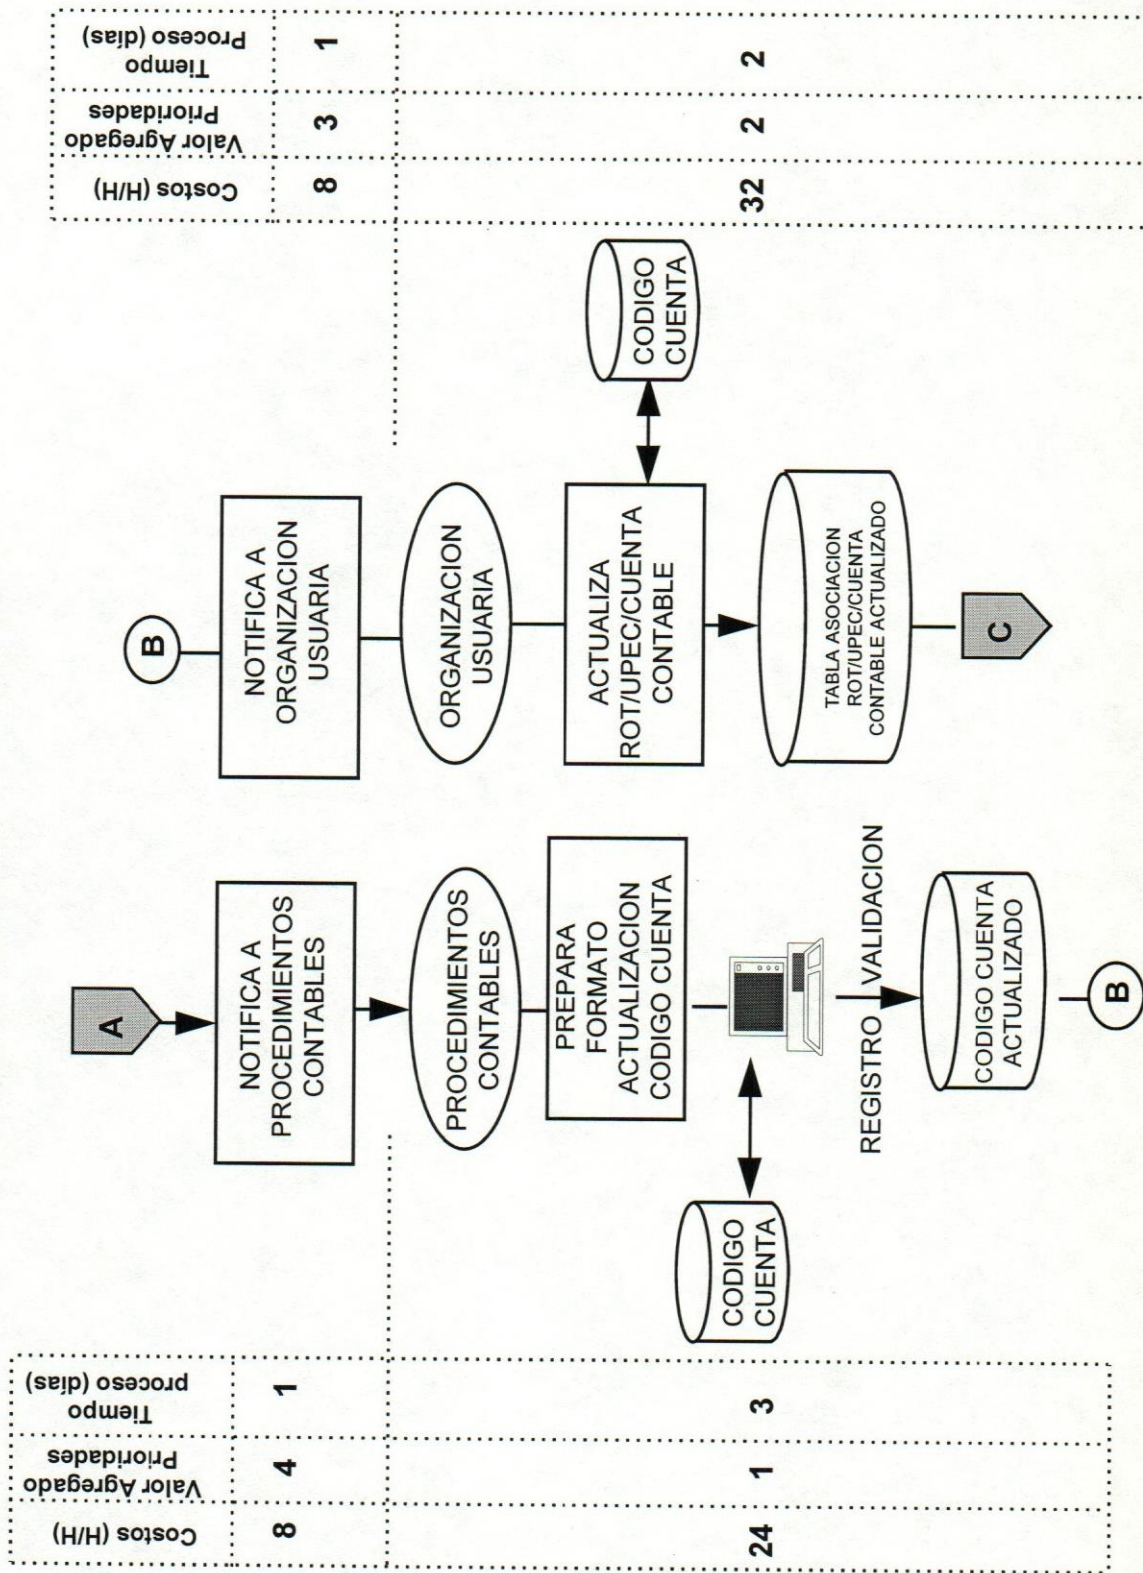 Costos (H/H)
Valor Agregado
Prioridades
Tiempo
proceso (días)
8
4
1
24
1
3
A
NOTIFICA A
PROCEDIMIENTOS
CONTABLES
PROCEDIMIENTOS
CONTABLES
PREPARA
FORMATO
ACTUALIZACION
CODIGO CUENTA
CODIGO
CUENTA
REGISTRO VALIDACION
CODIGO CUENTA
ACTUALIZADO
B
B
NOTIFICA A
ORGANIZACION
USUARIA
ORGANIZACION
USUARIA
ACTUALIZA
ROT/UPEC/CUENTA
CONTABLE
CODIGO
CUENTA
TABLA ASOCIACION
ROT/UPEC/CUENTA
CONTABLE ACTUALIZADO
C
Costos (H/H)
Valor Agregado
Prioridades
Tiempo
Proceso (días)
8
3
1
32
2
2